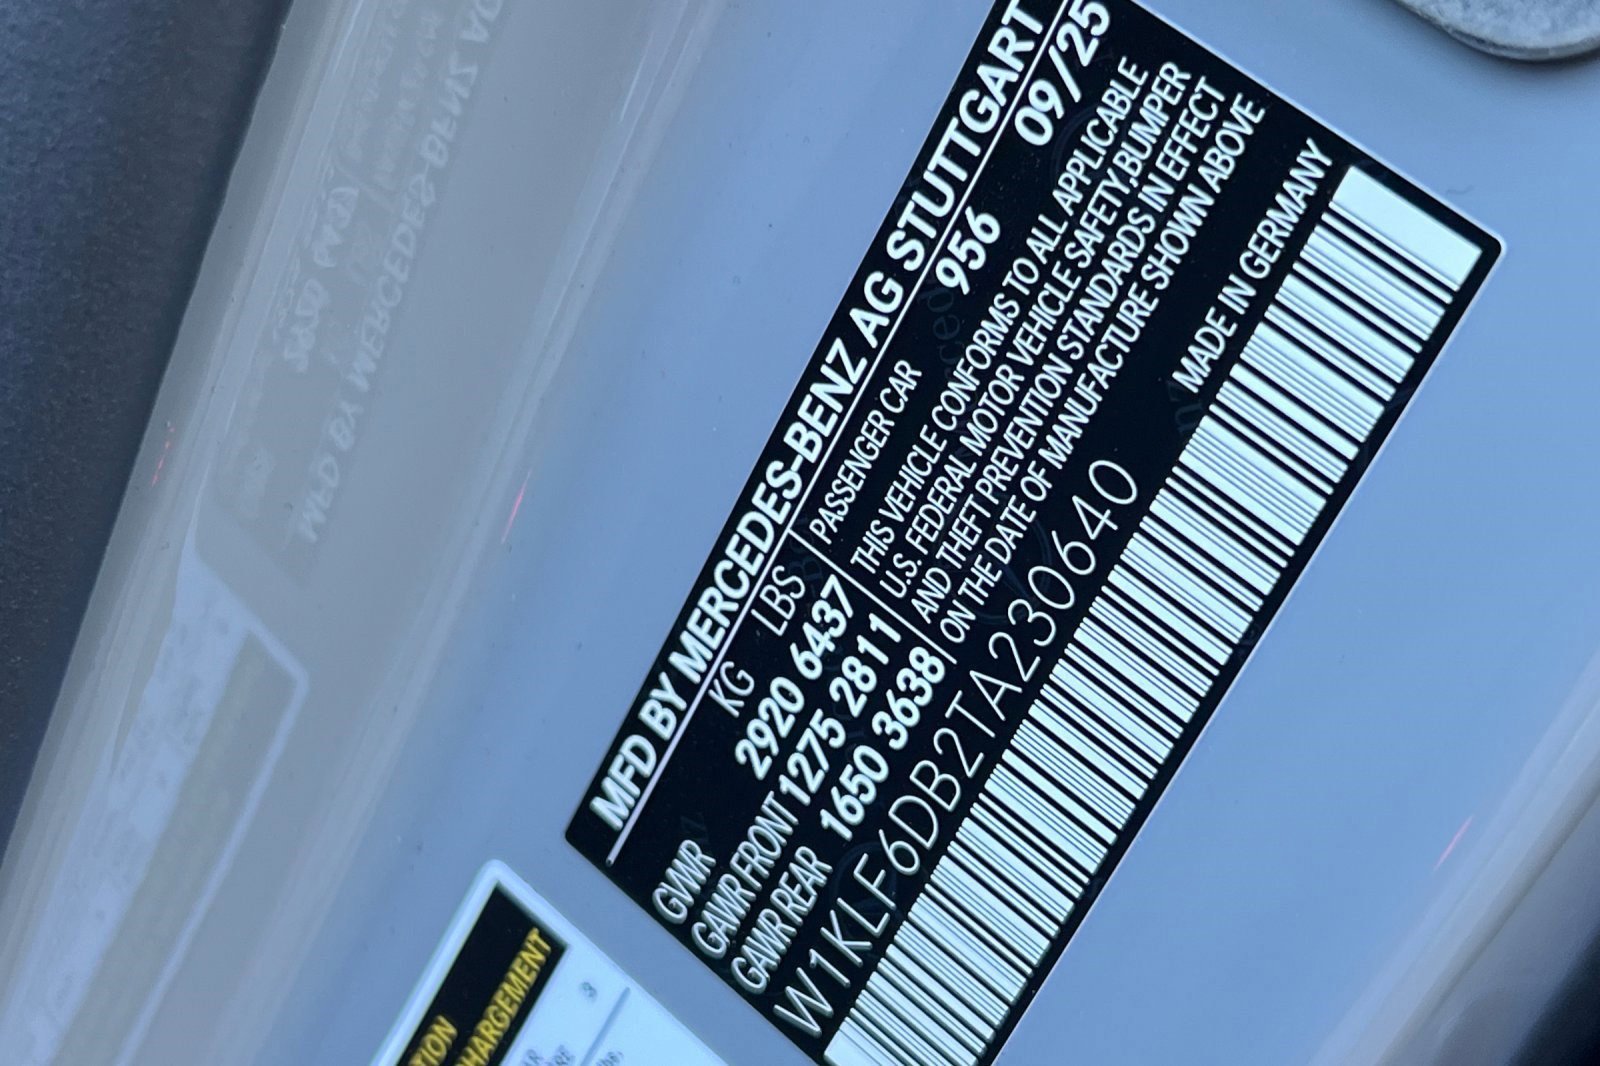 MFD BY MERCEDES-BENZ AG STUTTGART
KG LBS
956 09/25
GVWR 2920 6437
GAWR FRONT 1275 2811
GAWR REAR 1650 3638
PASSENGER CAR
THIS VEHICLE CONFORMS TO ALL APPLICABLE
U.S. FEDERAL MOTOR VEHICLE SAFETY, BUMPER
AND THEFT PREVENTION STANDARDS IN EFFECT
ON THE DATE OF MANUFACTURE SHOWN ABOVE
W1KLF6DB2TA230640
MADE IN GERMANY
TION
HARGEMENT